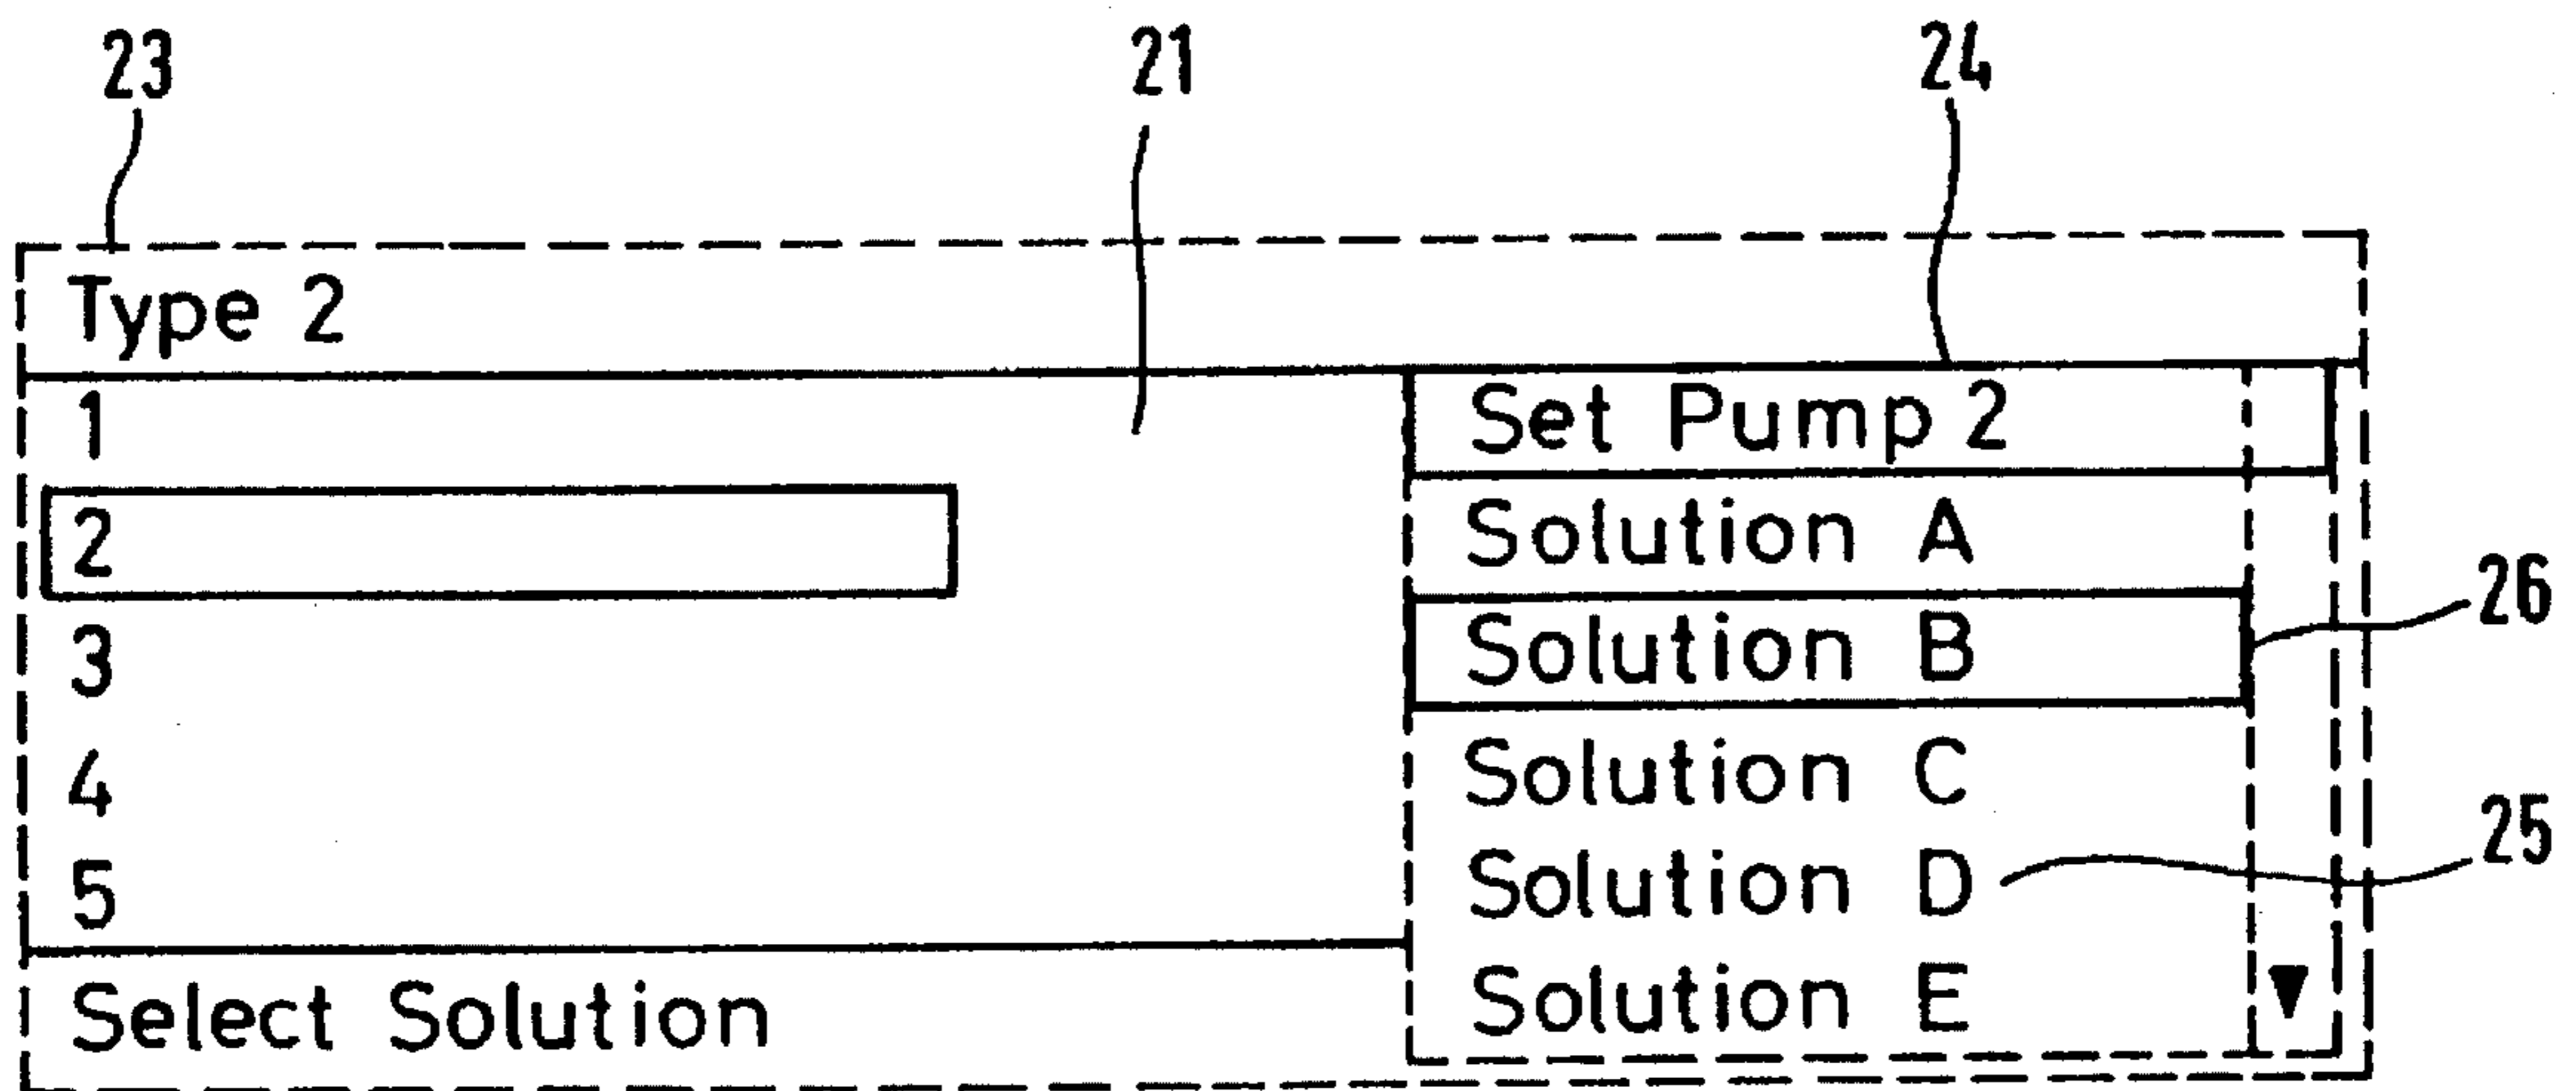 23 21 24
Type 2
1 Set Pump 2
2 Solution A
26
3 Solution B
4 Solution C
25
5 Solution D
Select Solution Solution E